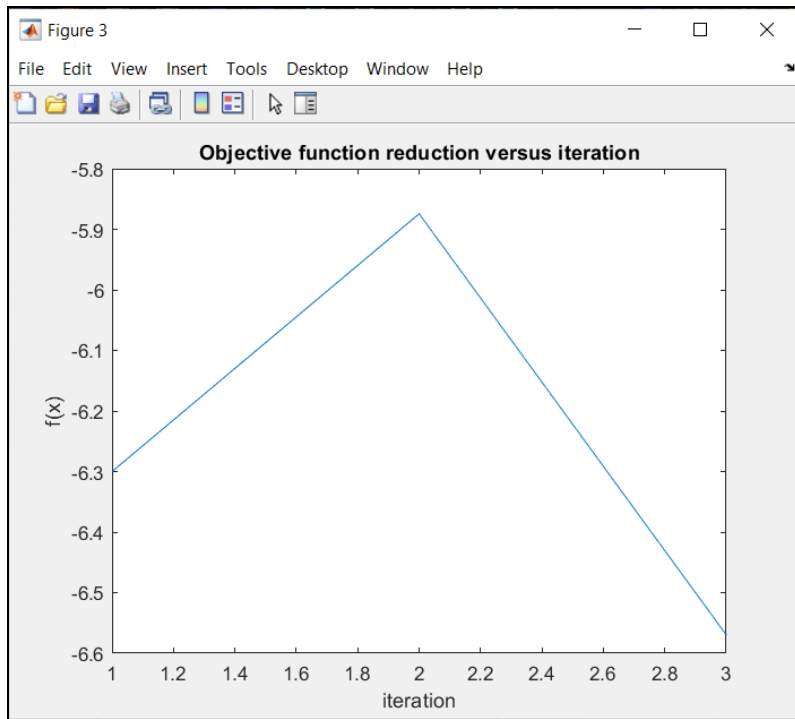 Figure 3
File Edit View Insert Tools Desktop Window Help
Objective function reduction versus iteration
-5.8
-5.9
-6
-6.1
-6.2
-6.3
-6.4
-6.5
-6.6
f(x)
1 1.2 1.4 1.6 1.8 2 2.2 2.4 2.6 2.8 3
iteration